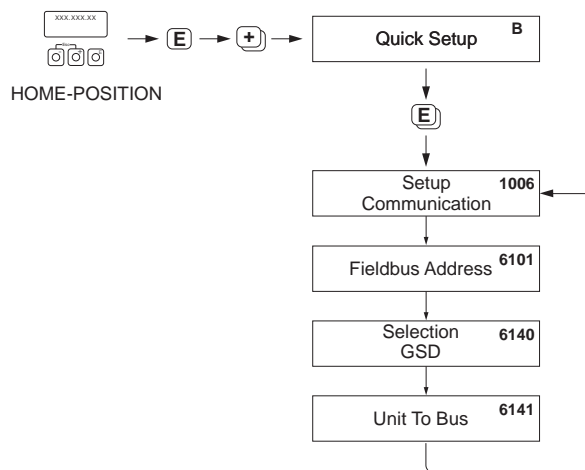 XXX.XXX.XX
E
+
Quick Setup
B
HOME-POSITION
E
Setup
Communication
1006
Fieldbus Address
6101
Selection
GSD
6140
Unit To Bus
6141